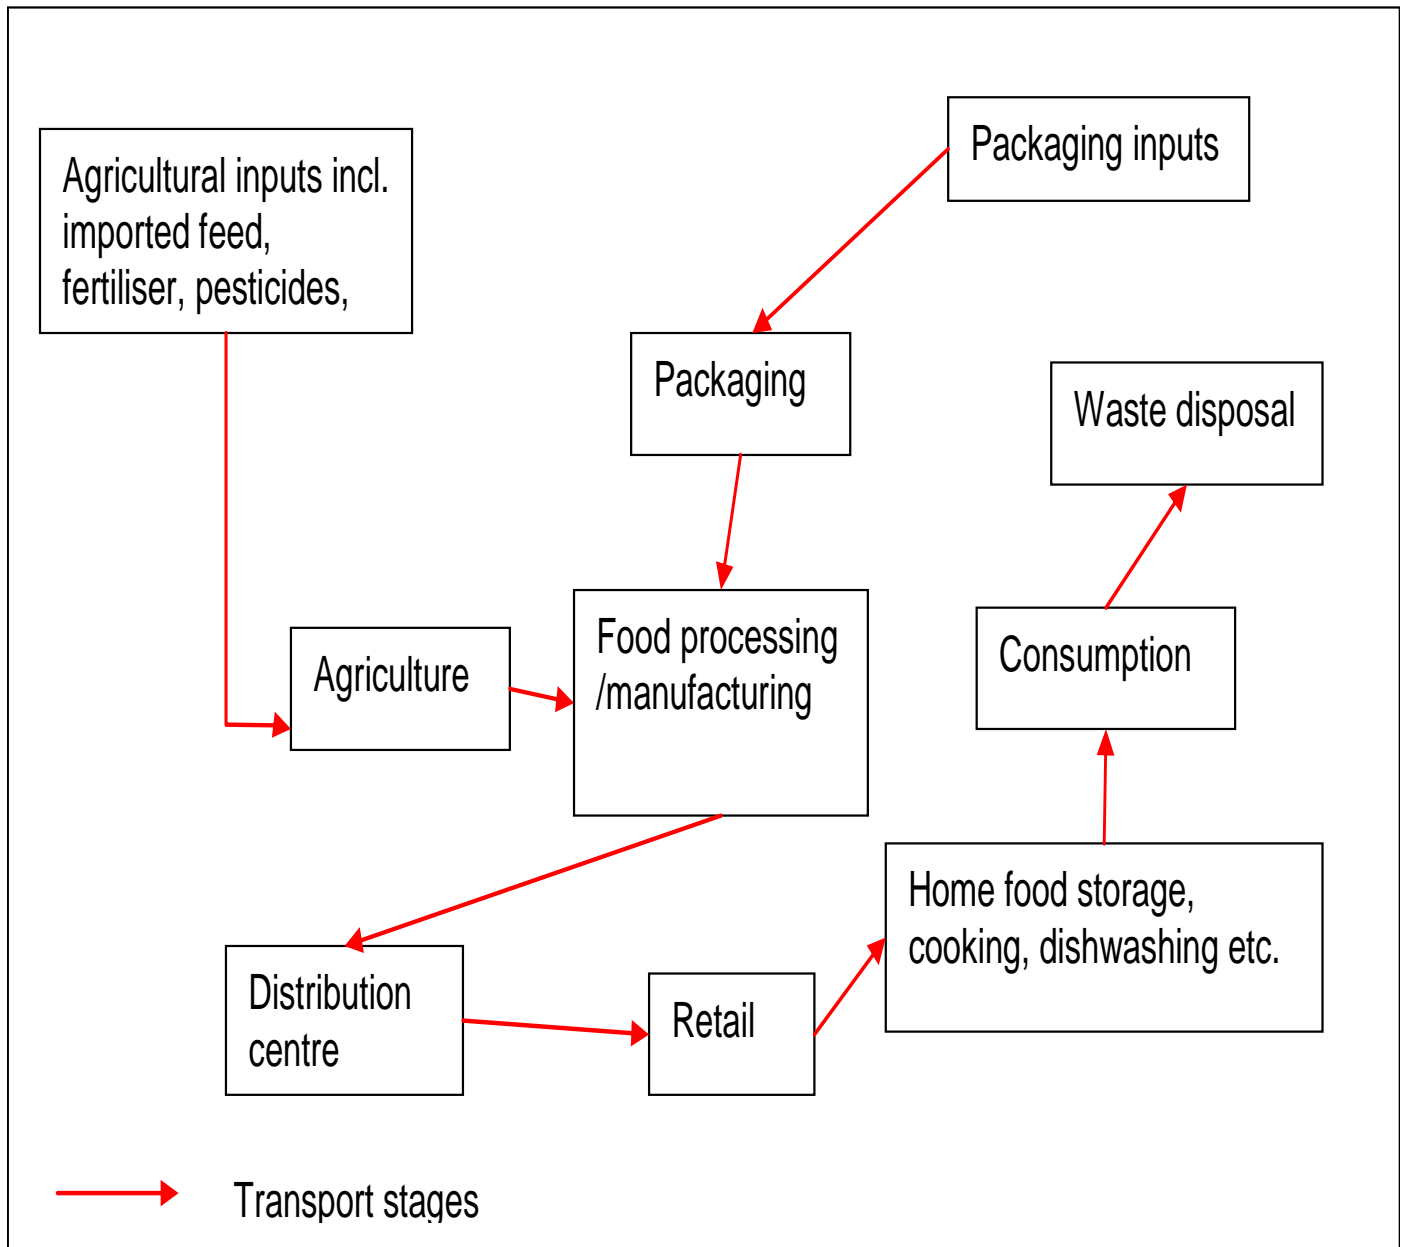 Packaging inputs
Agricultural inputs incl.
imported feed,
fertiliser, pesticides,
Packaging
Waste disposal
Food processing
/manufacturing
Agriculture
Consumption
Home food storage,
cooking, dishwashing etc.
Distribution
centre
Retail
Transport stages